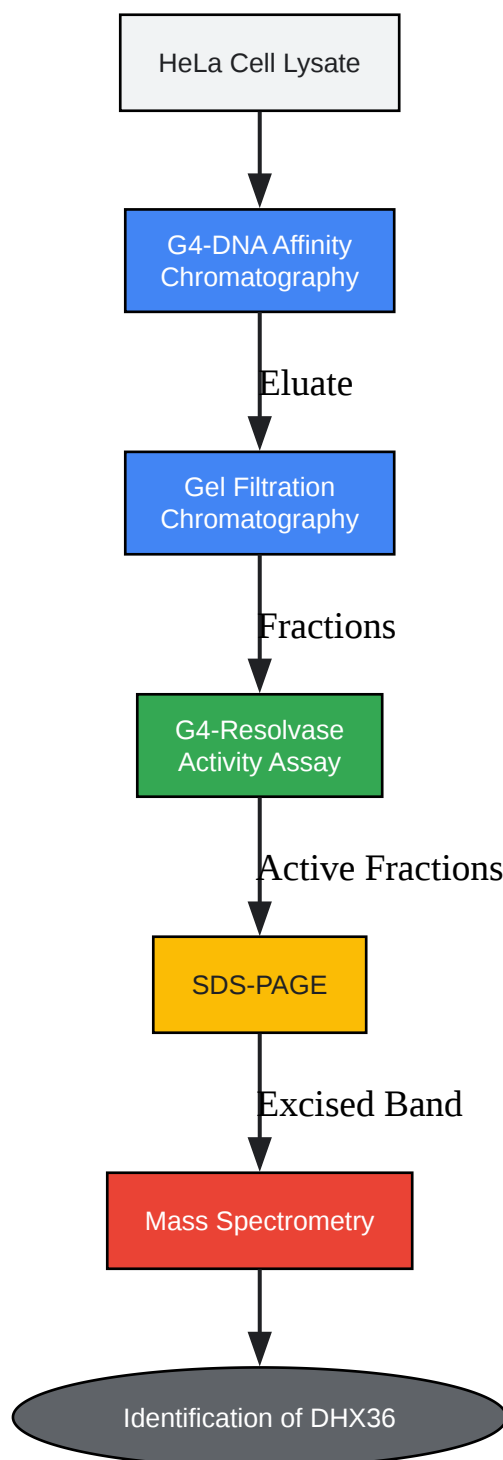 HeLa Cell Lysate
G4-DNA Affinity
Chromatography
Eluate
Gel Filtration
Chromatography
Fractions
G4-Resolvase
Activity Assay
Active Fractions
SDS-PAGE
Excised Band
Mass Spectrometry
Identification of DHX36